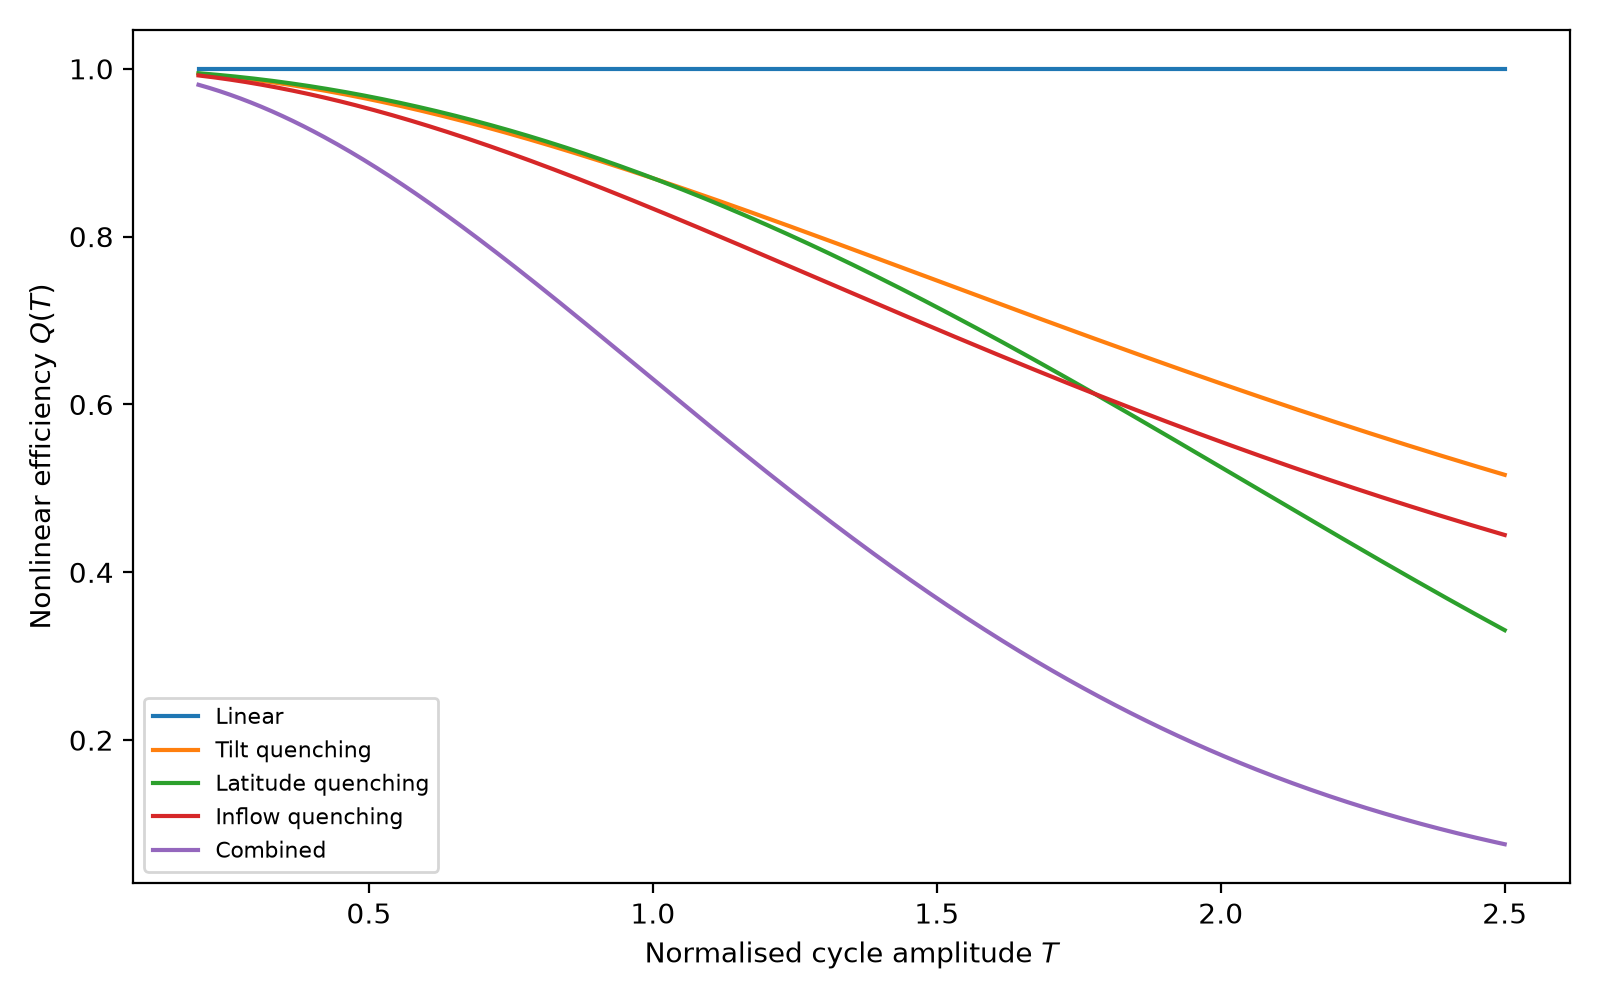 1.0
0.8
0.6
0.4
0.2
Nonlinear efficiency Q(T)
Linear
Tilt quenching
Latitude quenching
Inflow quenching
Combined
0.5 1.0 1.5 2.0 2.5
Normalised cycle amplitude T